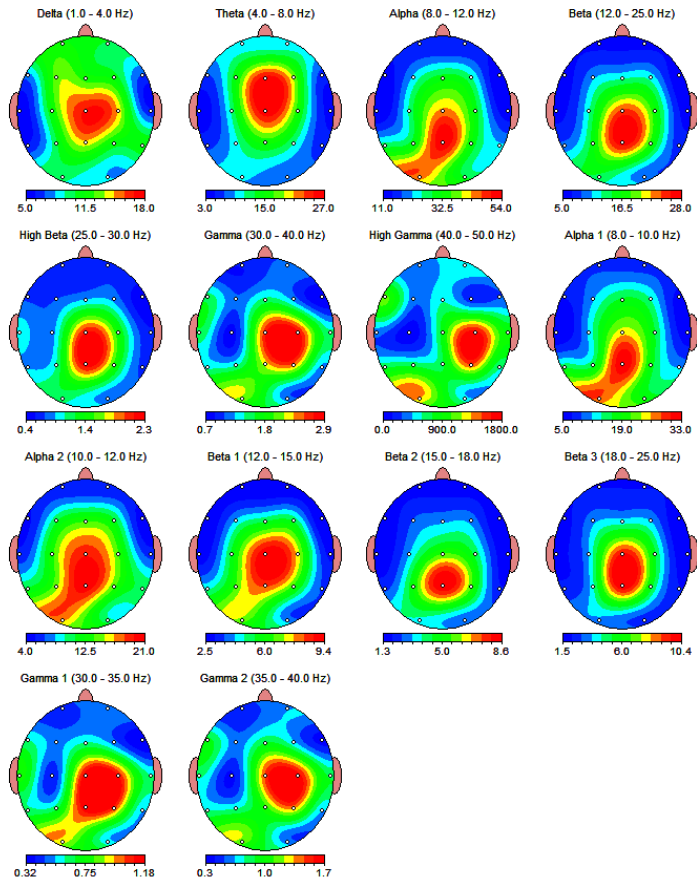 Delta (1.0 - 4.0 Hz) Theta (4.0 - 8.0 Hz) Alpha (8.0 - 12.0 Hz) Beta (12.0 - 25.0 Hz)
5.0 11.5 18.0 3.0 15.0 27.0 11.0 32.5 54.0 5.0 16.5 28.0
High Beta (25.0 - 30.0 Hz) Gamma (30.0 - 40.0 Hz) High Gamma (40.0 - 50.0 Hz) Alpha 1 (8.0 - 10.0 Hz)
0.4 1.4 2.3 0.7 1.8 2.9 0.0 900.0 1800.0 5.0 19.0 33.0
Alpha 2 (10.0 - 12.0 Hz) Beta 1 (12.0 - 15.0 Hz) Beta 2 (15.0 - 18.0 Hz) Beta 3 (18.0 - 25.0 Hz)
4.0 12.5 21.0 2.5 6.0 9.4 1.3 5.0 8.6 1.5 6.0 10.4
Gamma 1 (30.0 - 35.0 Hz) Gamma 2 (35.0 - 40.0 Hz)
0.32 0.75 1.18 0.3 1.0 1.7